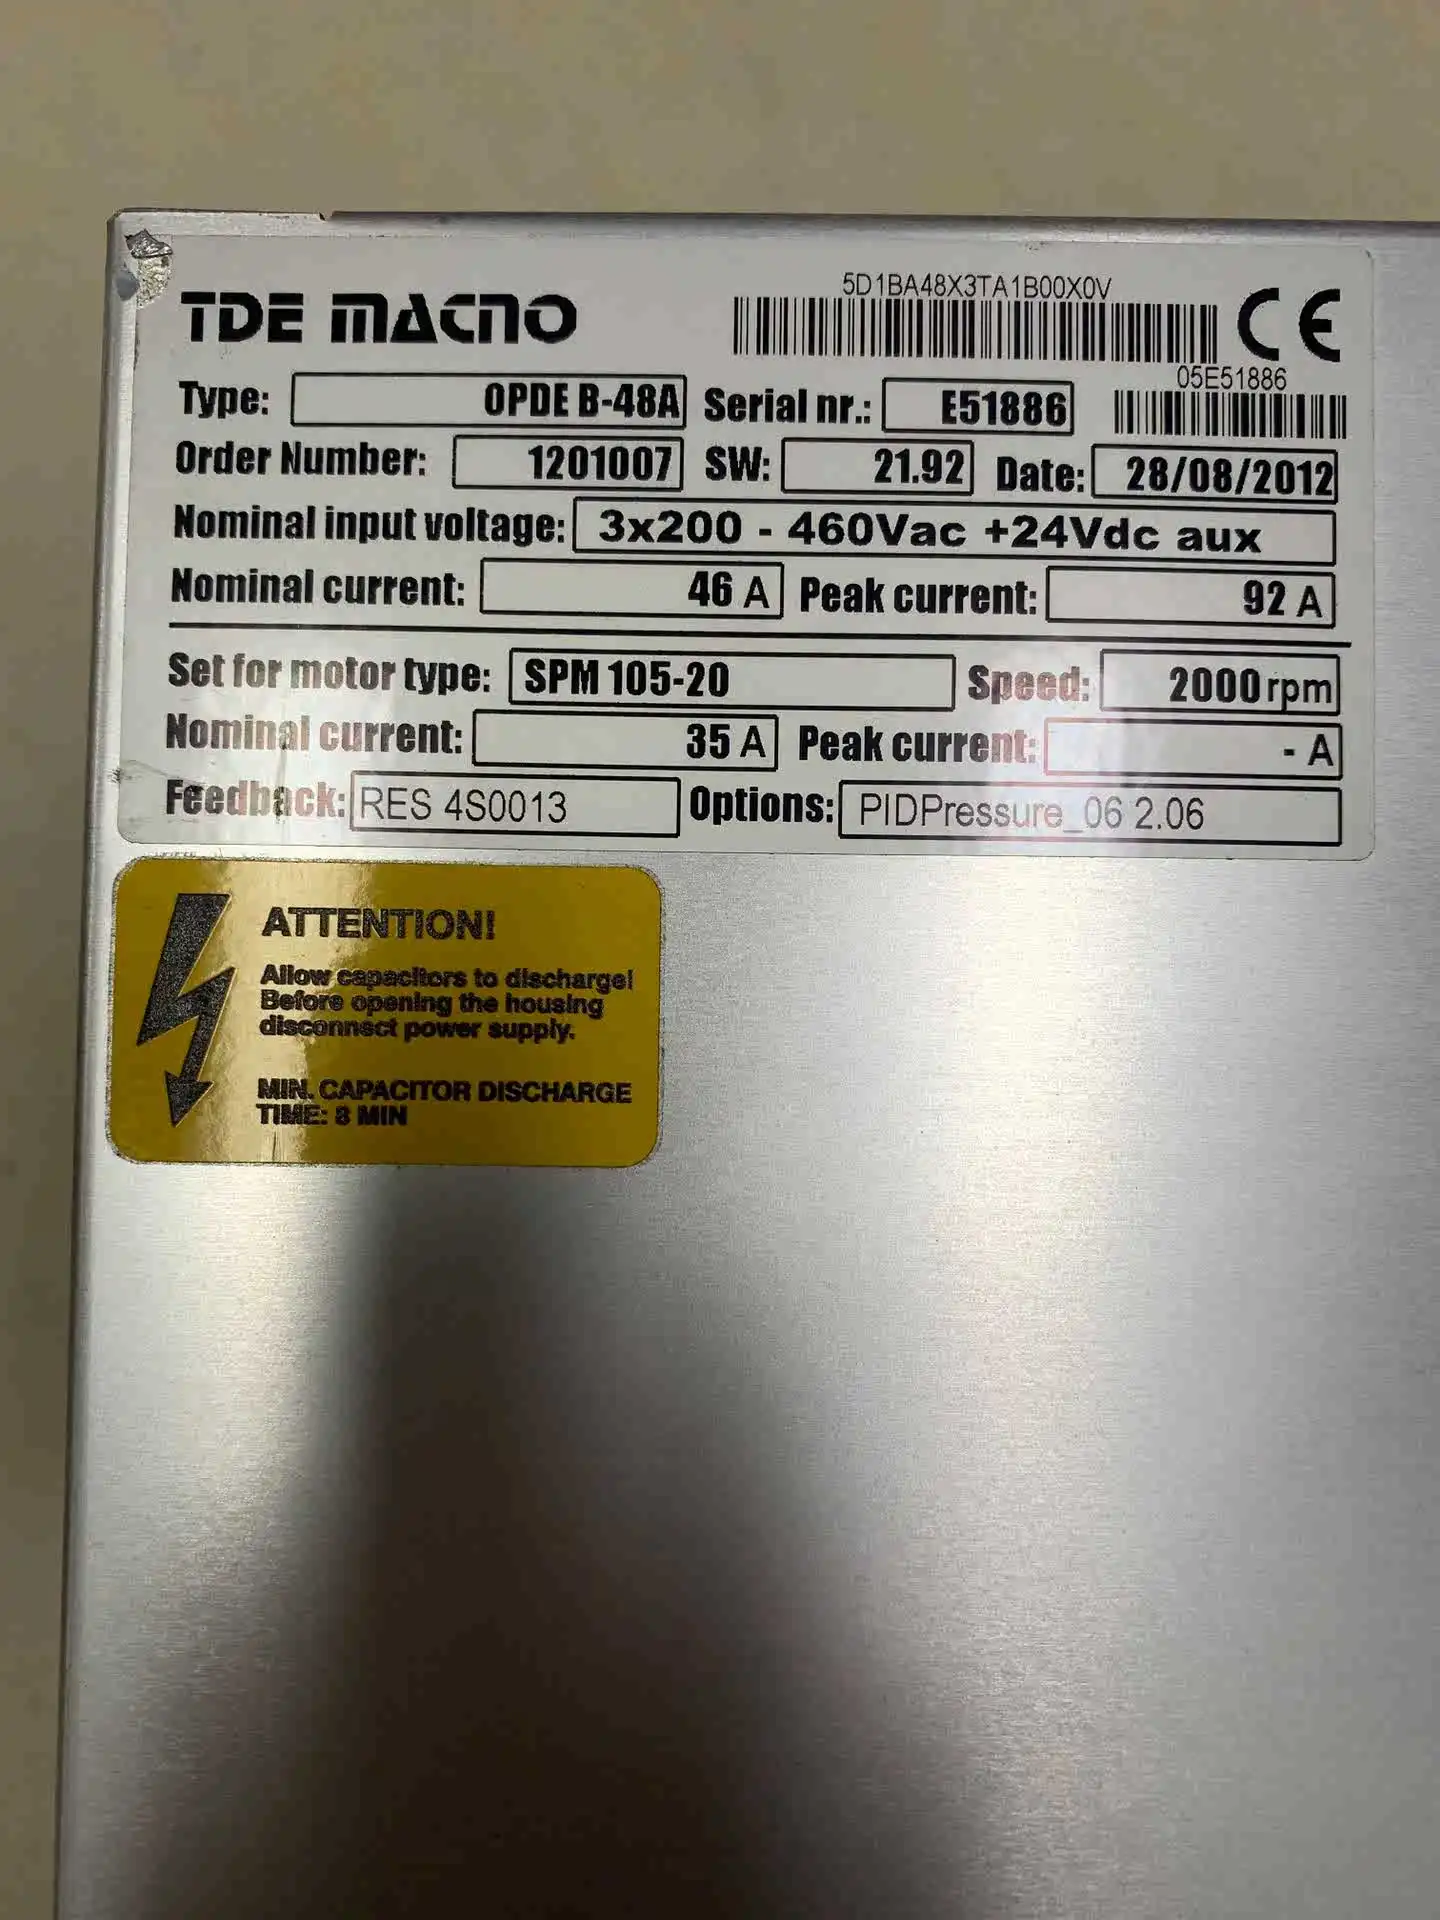 5D1BA48X3TA1B00X0V
TDE MACNO CE
05E51886
Type: OPDE B-48A Serial nr.: E51886
Order Number: 1201007 SW: 21.92 Date: 28/08/2012
Nominal input voltage: 3x200 - 460Vac +24Vdc aux
Nominal current: 46 A Peak current: 92 A
Set for motor type: SPM 105-20 Speed: 2000 rpm
Nominal current: 35 A Peak current: - A
Feedback: RES 4S0013 Options: PIDPressure_06 2.06
ATTENTION!
Allow capacitors to discharge!
Before opening the housing
disconnect power supply.
MIN. CAPACITOR DISCHARGE
TIME: 8 MIN